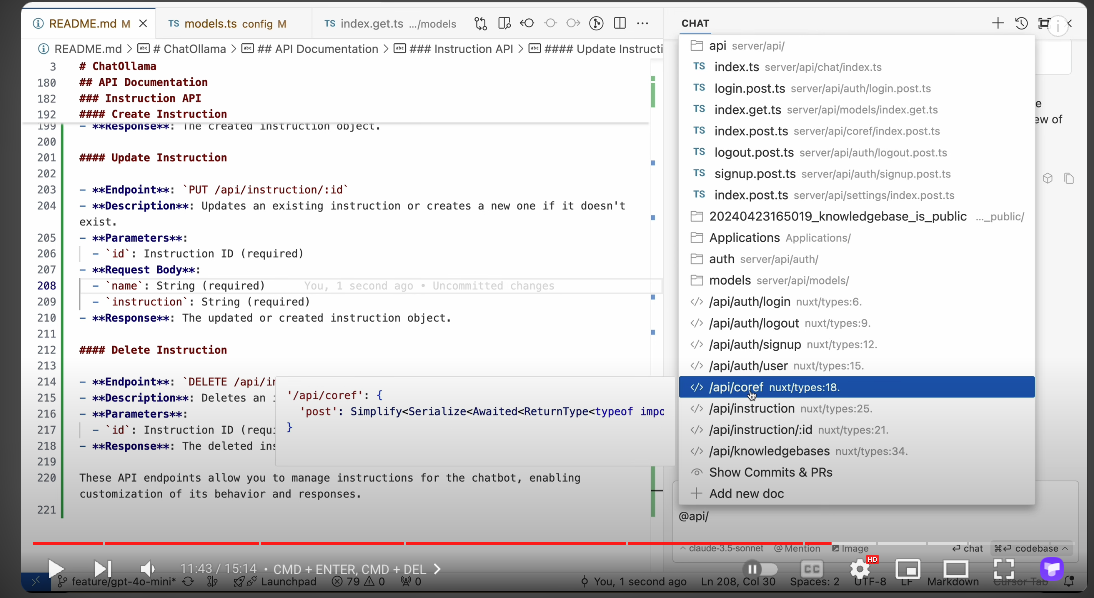 README.md M
TS models.ts config M
TS index.get.ts .../models
README.md > # ChatOllama > ## API Documentation > ### Instruction API > #### Update Instructi
3 # ChatOllama
180 ## API Documentation
182 ### Instruction API
192 #### Create Instruction
199 - **Response**: The created instruction object.
200
201 #### Update Instruction
202
203 - **Endpoint**: `PUT /api/instruction/:id`
204 - **Description**: Updates an existing instruction or creates a new one if it doesn't
exist.
205 - **Parameters**:
206 - `id`: Instruction ID (required)
207 - **Request Body**:
208 - `name`: String (required) You, 1 second ago • Uncommitted changes
209 - `instruction`: String (required)
210 - **Response**: The updated or created instruction object.
211
212 #### Delete Instruction
213
214 - **Endpoint**: `DELETE /api/in
215 - **Description**: Deletes an i
216 - **Parameters**:
217 - `id`: Instruction ID (requ
218 - **Response**: The deleted ins
219
220 These API endpoints allow you to manage instructions for the chatbot, enabling
customization of its behavior and responses.
221
'/api/coref': {
'post': Simplify<Serialize<Awaited<ReturnType<typeof impo
}
CHAT
api server/api/
TS index.ts server/api/chat/index.ts
TS login.post.ts server/api/auth/login.post.ts
TS index.get.ts server/api/models/index.get.ts
TS index.post.ts server/api/coref/index.post.ts
TS logout.post.ts server/api/auth/logout.post.ts
TS signup.post.ts server/api/auth/signup.post.ts
TS index.post.ts server/api/settings/index.post.ts
20240423165019_knowledgebase_is_public ..._public/
Applications Applications/
auth server/api/auth/
models server/api/models/
/api/auth/login nuxt/types:6.
/api/auth/logout nuxt/types:9.
/api/auth/signup nuxt/types:12.
/api/auth/user nuxt/types:15.
/api/coref nuxt/types:18.
/api/instruction nuxt/types:25.
/api/instruction/:id nuxt/types:21.
/api/knowledgebases nuxt/types:34.
Show Commits & PRs
Add new doc
ew of
@api/
claude-3.5-sonnet @ Mention Image chat codebase
11:43 / 15:14 • CMD + ENTER, CMD + DEL
CC
HD
feature/gpt-4o-mini* Launchpad 79 0 0 You, 1 second ago Ln 208, Col 30 Spaces: 2 UTF-8 LF Markdown Cursor Tab